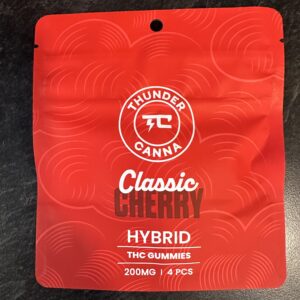 THUNDER
TC
CANNA
Classic
CHERRY
HYBRID
THC GUMMIES
200MG | 4 PCS